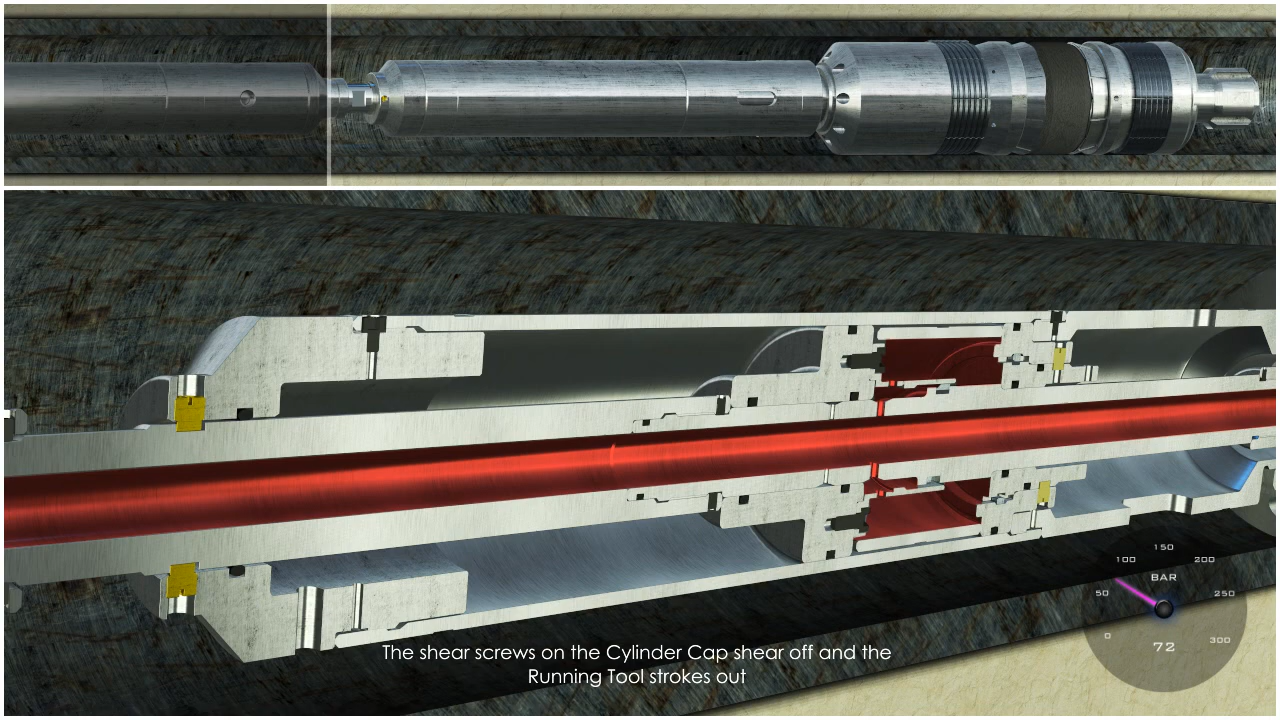 150
100
200
BAR
50
250
0
72
300
The shear screws on the Cylinder Cap shear off and the
Running Tool strokes out